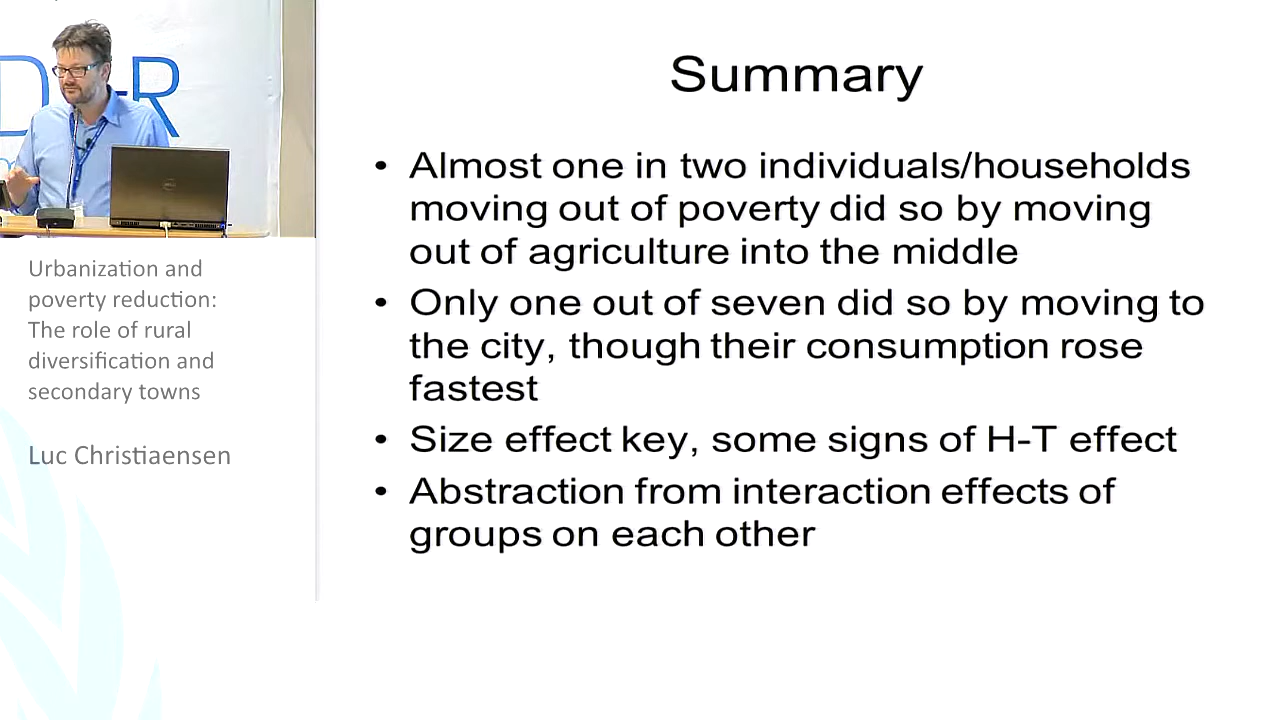 Summary
• Almost one in two individuals/households
moving out of poverty did so by moving
out of agriculture into the middle
• Only one out of seven did so by moving to
the city, though their consumption rose
fastest
• Size effect key, some signs of H-T effect
• Abstraction from interaction effects of
groups on each other
Urbanization and
poverty reduction:
The role of rural
diversification and
secondary towns
Luc Christiaensen